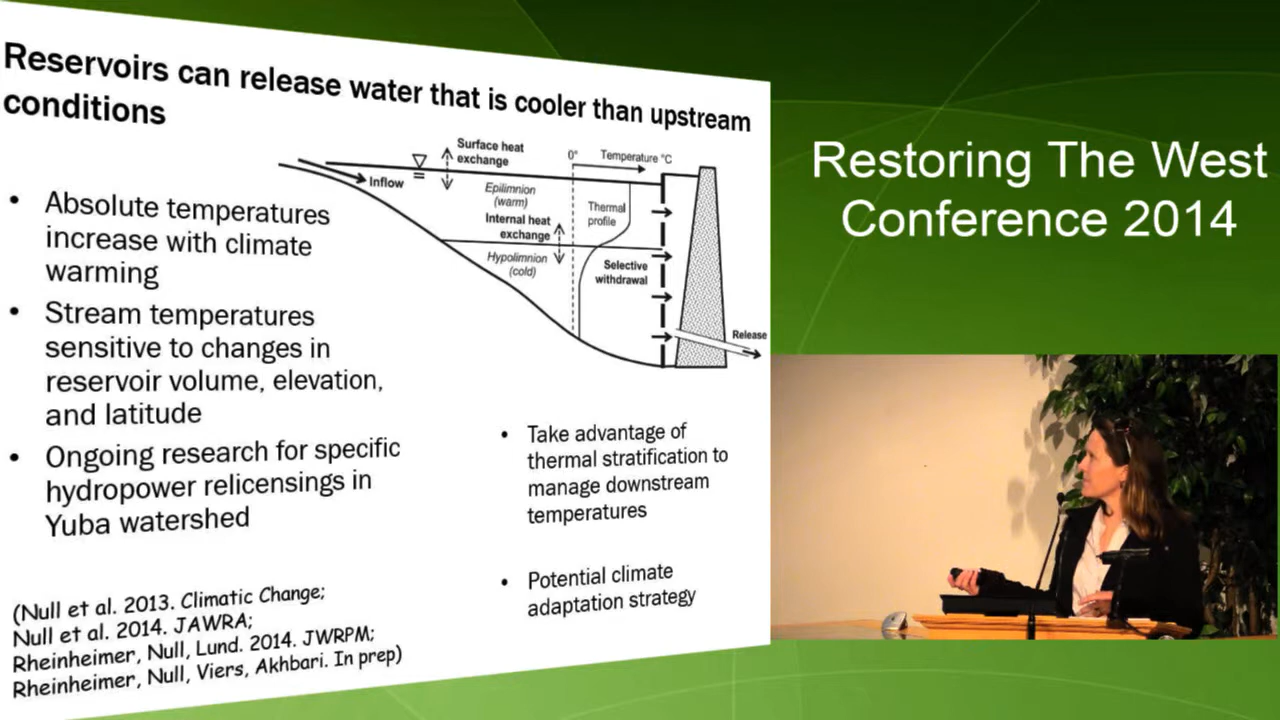 Reservoirs can release water that is cooler than upstream
conditions
• Absolute temperatures
increase with climate
warming
• Stream temperatures
sensitive to changes in
reservoir volume, elevation,
and latitude
• Ongoing research for specific
hydropower relicensings in
Yuba watershed
(Null et al. 2013. Climatic Change;
Null et al. 2014. JAWRA;
Rheinheimer, Null, Lund. 2014. JWRPM;
Rheinheimer, Null, Viers, Akhbari. In prep)
Surface heat
exchange
0° Temperature °C
Inflow
Epilimnion
(warm)
Thermal
profile
Internal heat
exchange
Hypolimnion
(cold)
Selective
withdrawal
Release
• Take advantage of
thermal stratification to
manage downstream
temperatures
• Potential climate
adaptation strategy
Restoring The West
Conference 2014